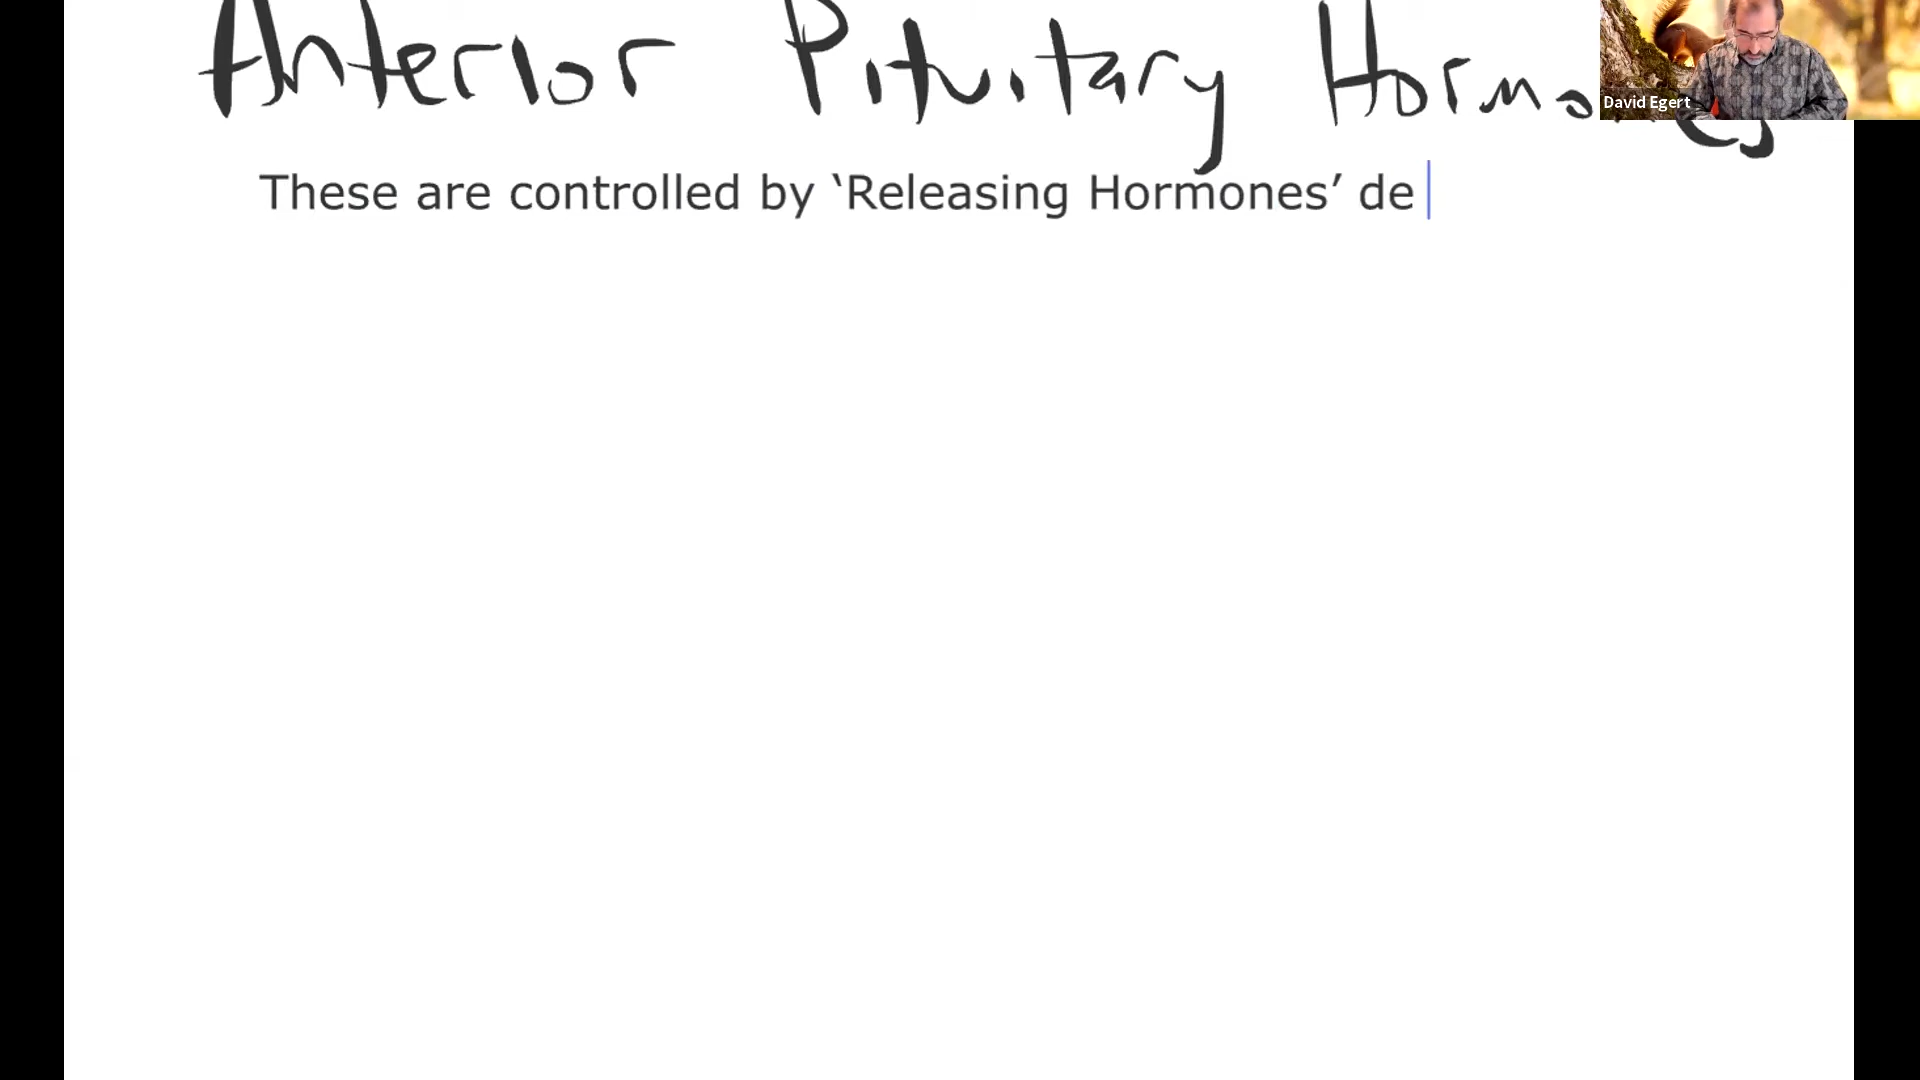 Anterior Pituitary Hormones
David Egert
These are controlled by ‘Releasing Hormones’ de